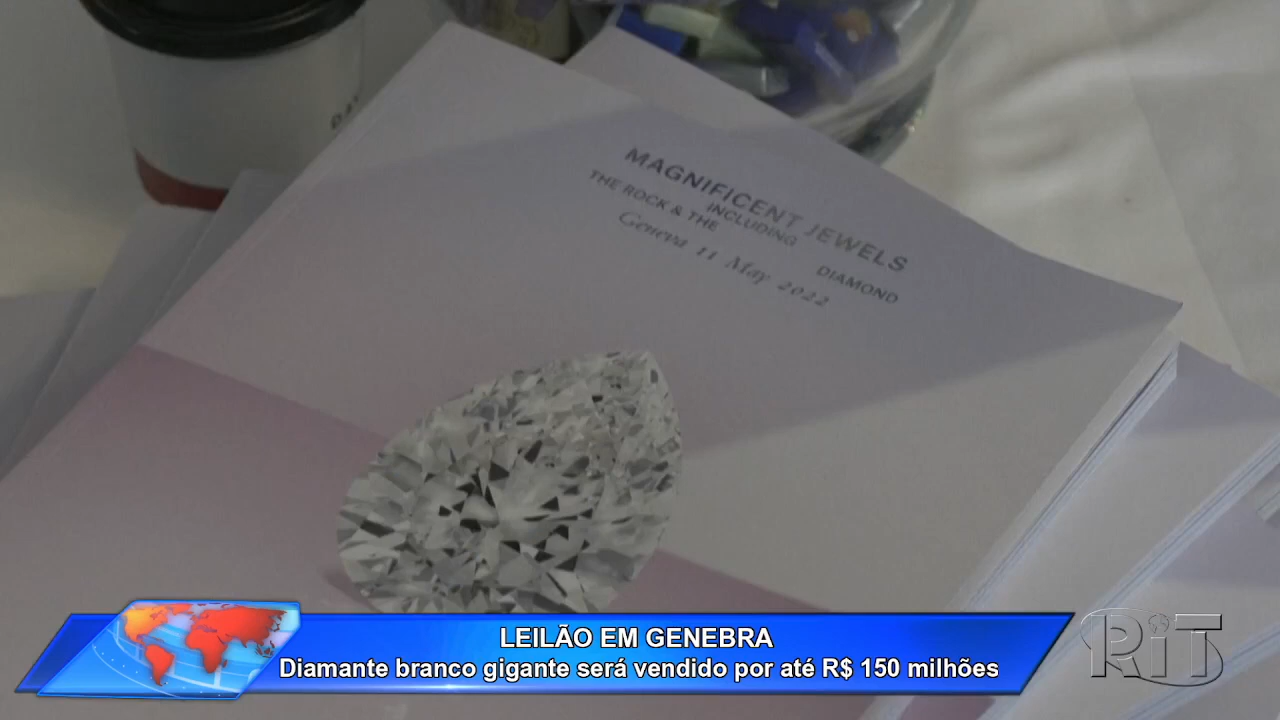 DAY
MAGNIFICENT JEWELS
INCLUDING
THE ROCK & THE DIAMOND
Geneva 11 May 2022
LEILÃO EM GENEBRA
Diamante branco gigante será vendido por até R$ 150 milhões
RiT